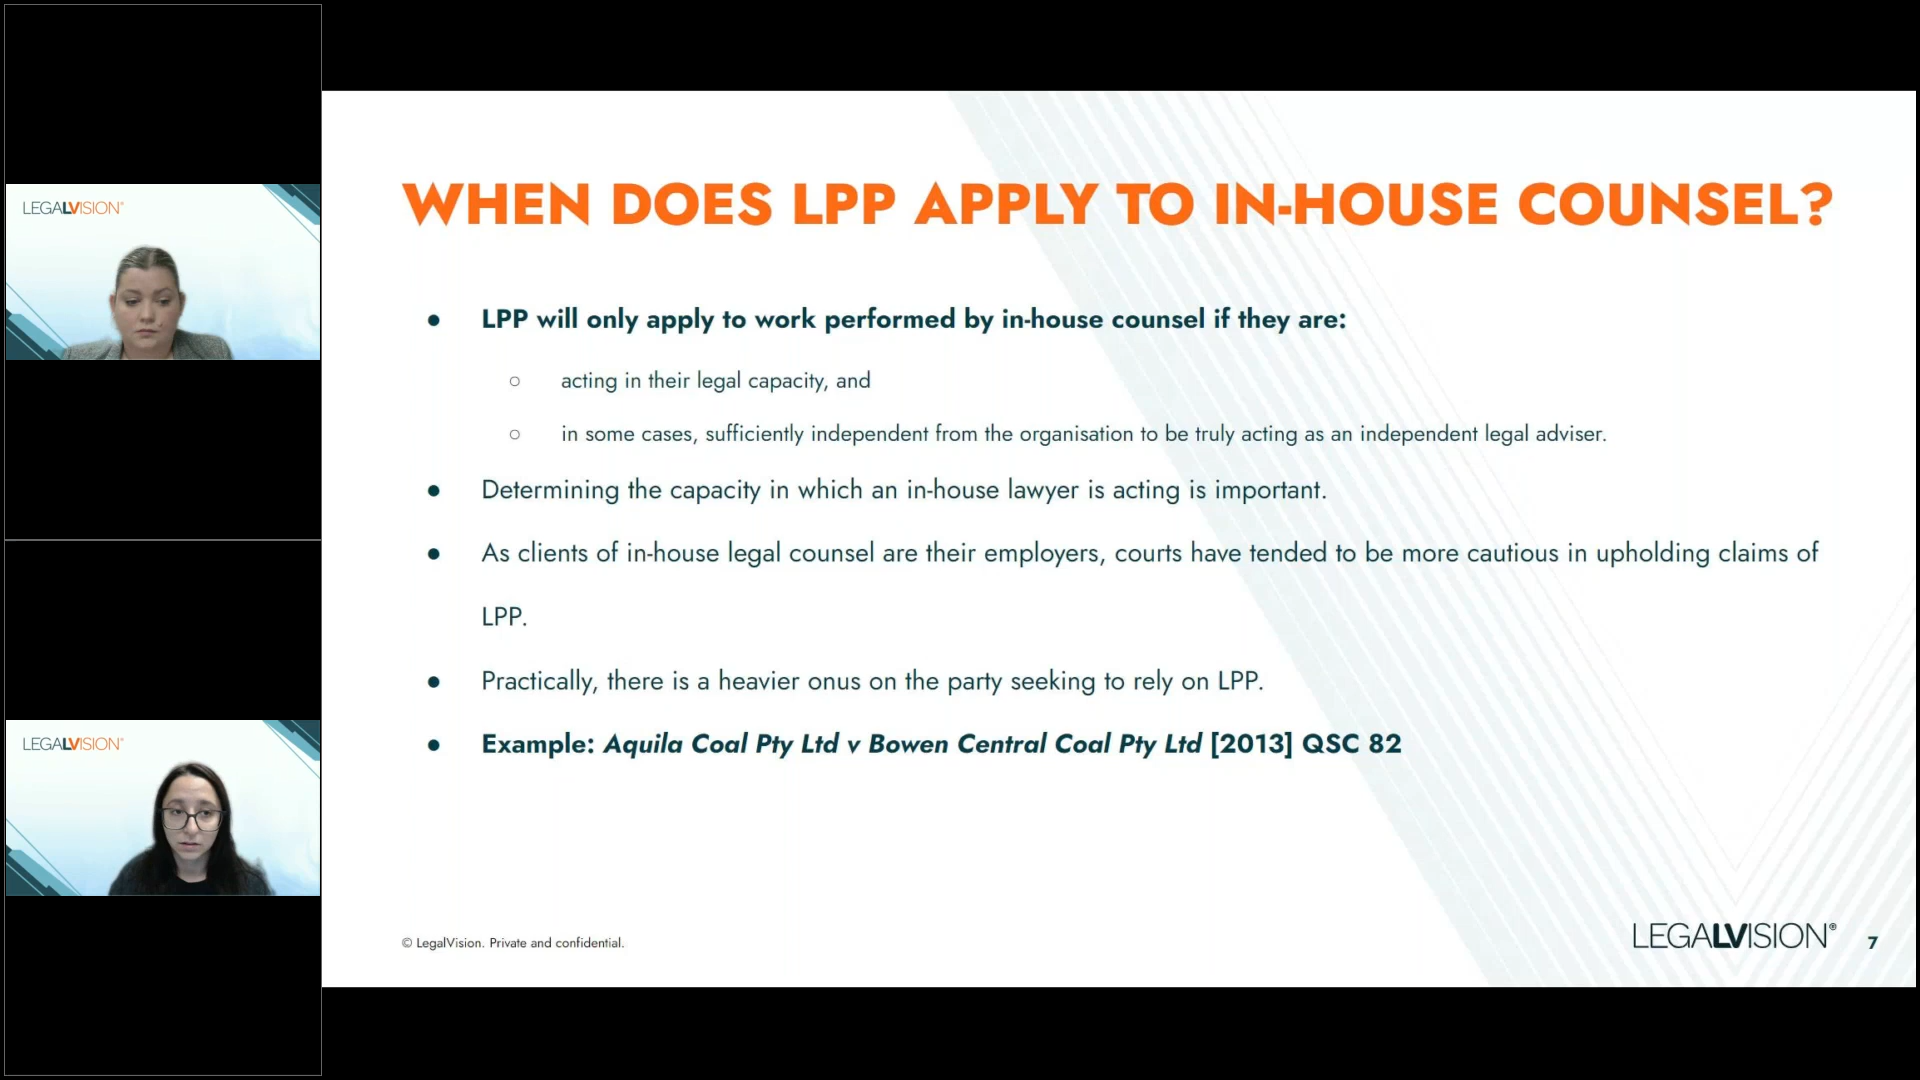 LEGALVISION®
LEGALVISION®
WHEN DOES LPP APPLY TO IN-HOUSE COUNSEL?
● LPP will only apply to work performed by in-house counsel if they are:
○ acting in their legal capacity, and
○ in some cases, sufficiently independent from the organisation to be truly acting as an independent legal adviser.
● Determining the capacity in which an in-house lawyer is acting is important.
● As clients of in-house legal counsel are their employers, courts have tended to be more cautious in upholding claims of
LPP.
● Practically, there is a heavier onus on the party seeking to rely on LPP.
● Example: Aquila Coal Pty Ltd v Bowen Central Coal Pty Ltd [2013] QSC 82
© LegalVision. Private and confidential.
LEGALVISION®
7